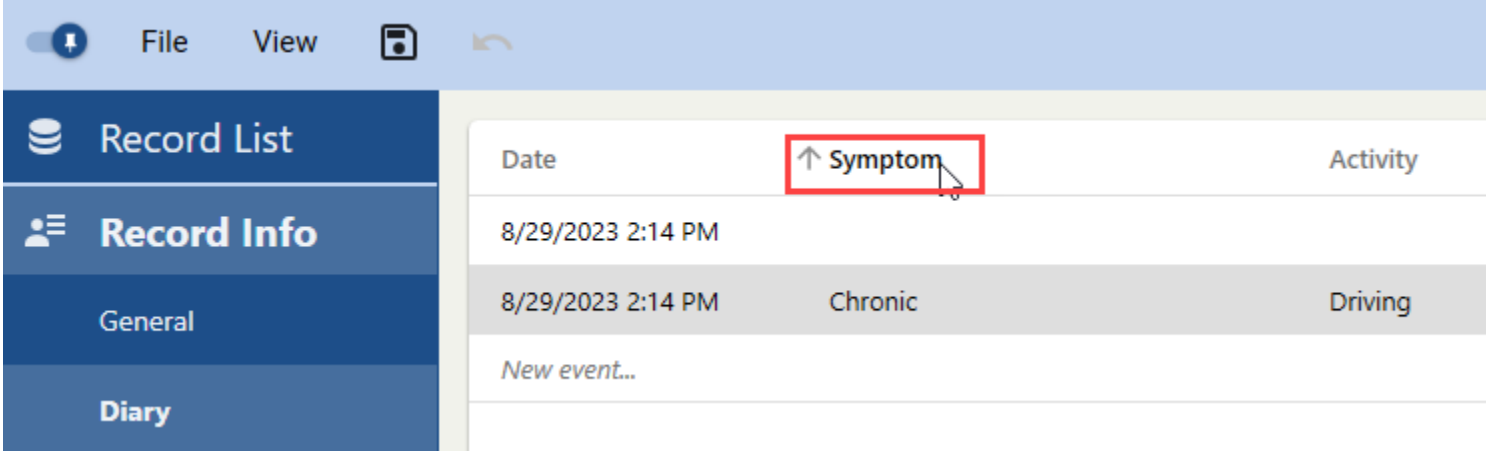 File View
Record List
Record Info
General
Diary
Date Symptom Activity
8/29/2023 2:14 PM
8/29/2023 2:14 PM Chronic Driving
New event...